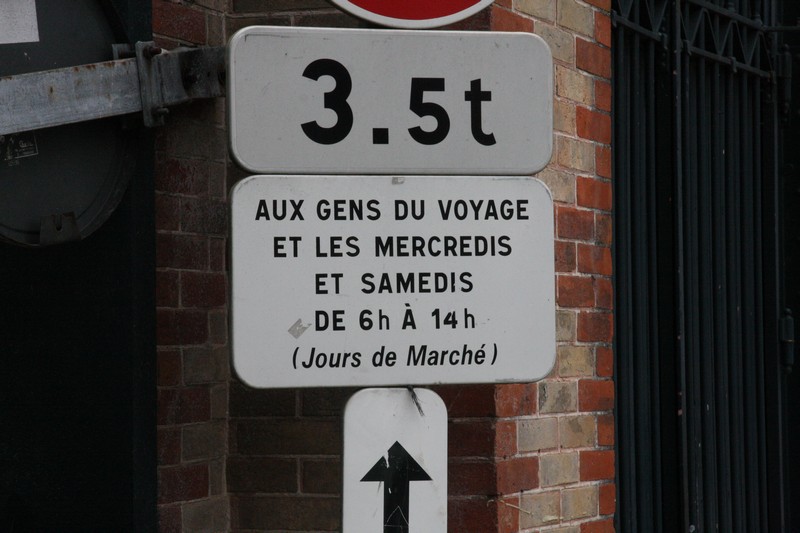 3.5t
AUX GENS DU VOYAGE
ET LES MERCREDIS
ET SAMEDIS
DE 6h À 14h
(Jours de Marché)